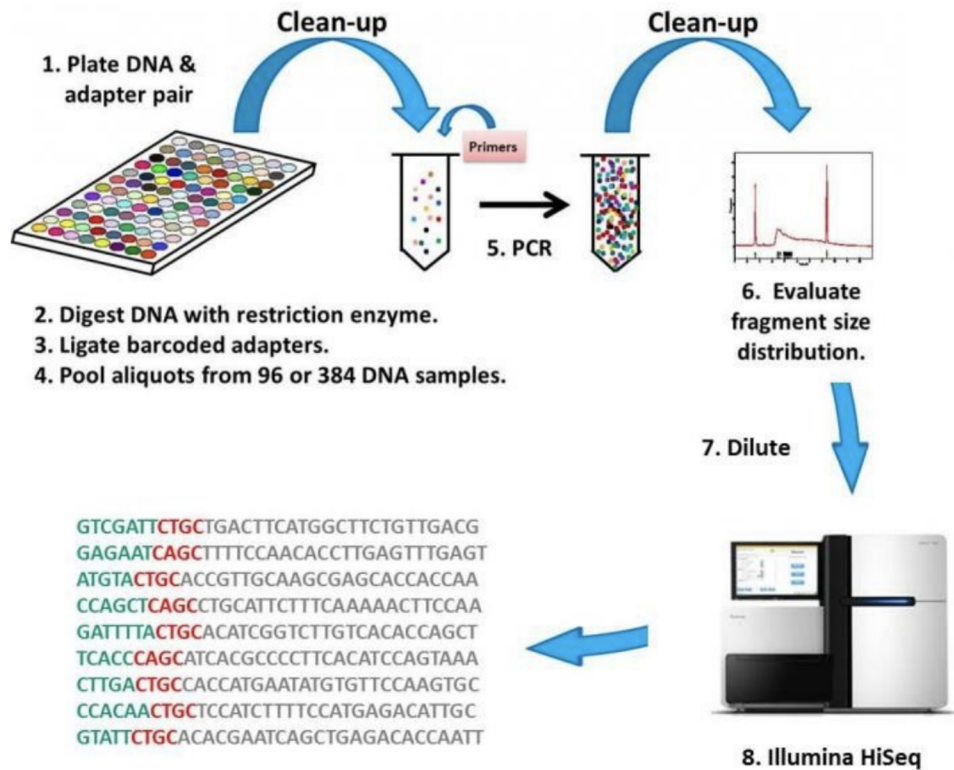 Clean-up
Clean-up
1. Plate DNA &
adapter pair
Primers
5. PCR
6. Evaluate
fragment size
distribution.
2. Digest DNA with restriction enzyme.
3. Ligate barcoded adapters.
4. Pool aliquots from 96 or 384 DNA samples.
7. Dilute
GTCGATTCTGCTGACTTCATGGCTTCTGTTGACG
GAGAATCAGCTTTTCCAACACCTTGAGTTTGAGT
ATGTACTGCACCGTTGCAAGCGAGCACCACCAA
CCAGCTCAGCCTGCATTCTTTCAAAAACTTCCAA
GATTTTACTGCACATCGGTCTTGTCACACCAGCT
TCACCCAGCATCACGCCCCTTCACATCCAGTAAA
CTTGACTGCCACCATGAATATGTGTTCCAAGTGC
CCACAACTGCTCCATCTTTTCCATGAGACATTGC
GTATTCTGCACACGAATCAGCTGAGACACCAATT
8. Illumina HiSeq